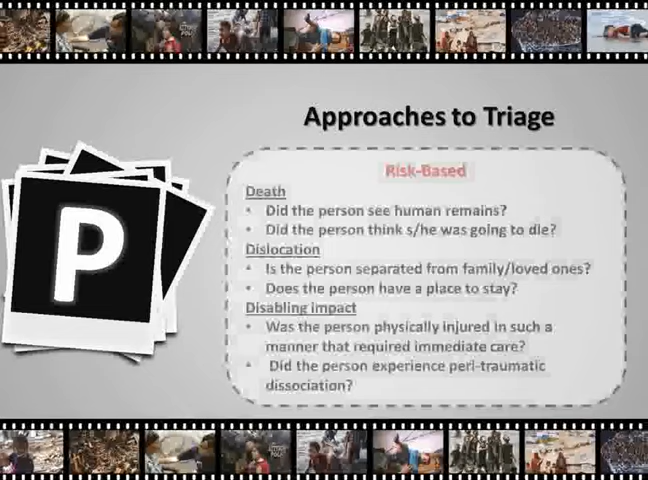 Approaches to Triage
P
Risk-Based
Death
• Did the person see human remains?
• Did the person think s/he was going to die?
Dislocation
• Is the person separated from family/loved ones?
• Does the person have a place to stay?
Disabling impact
• Was the person physically injured in such a
manner that required immediate care?
• Did the person experience peri-traumatic
dissociation?